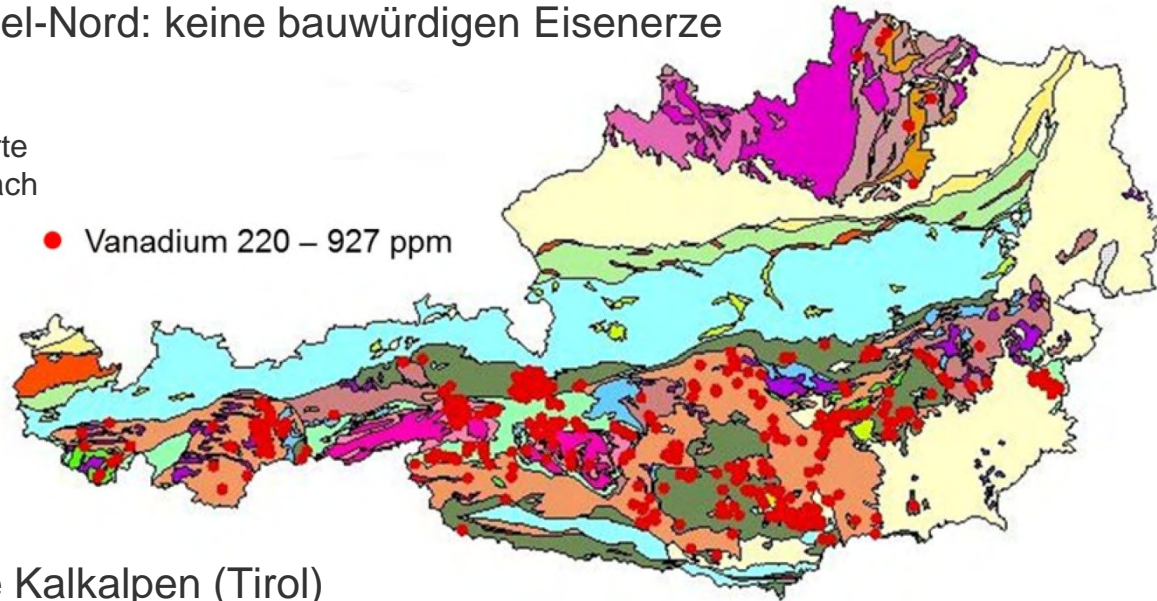 el-Nord: keine bauwürdigen Eisenerze
rte
ach
Vanadium 220 – 927 ppm
Kalkalpen (Tirol)